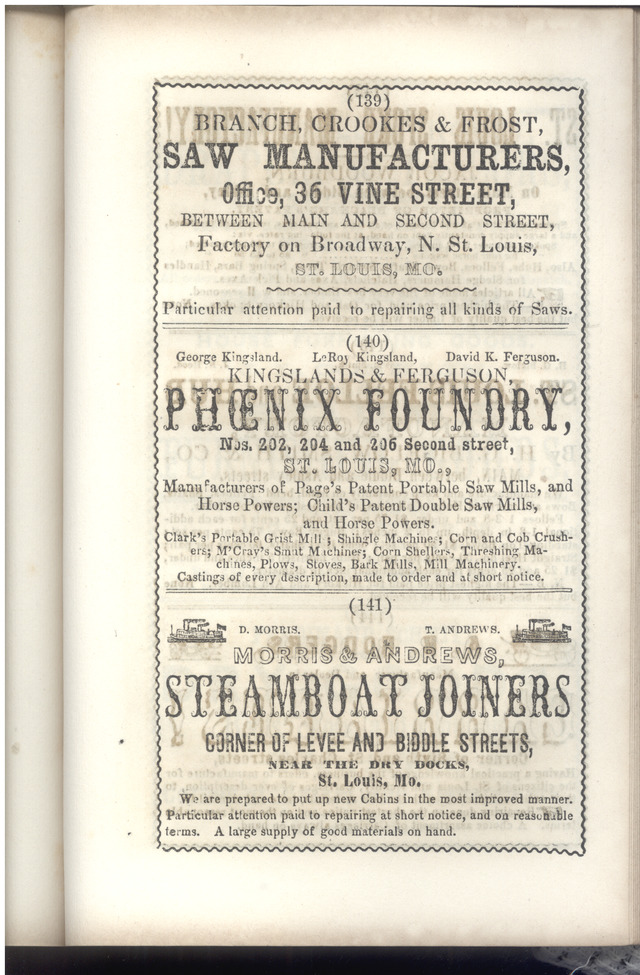 (139)
BRANCH, CROOKES & FROST,
SAW MANUFACTURERS,
Office, 36 VINE STREET,
BETWEEN MAIN AND SECOND STREET,
Factory on Broadway, N. St. Louis,
ST. LOUIS, MO.
Particular attention paid to repairing all kinds of Saws.
(140)
George Kingsland. LeRoy Kingsland, David K. Ferguson.
KINGSLANDS & FERGUSON,
PHŒNIX FOUNDRY,
Nos. 202, 204 and 206 Second street,
ST. LOUIS, MO.,
Manufacturers of Page's Patent Portable Saw Mills, and
Horse Powers; Child's Patent Double Saw Mills,
and Horse Powers.
Clark's Portable Grist Mill; Shingle Machines; Corn and Cob Crush-
ers; M'Cray's Smut Machines; Corn Shellers, Threshing Ma-
chines, Plows, Stoves, Bark Mills, Mill Machinery.
Castings of every description, made to order and at short notice.
(141)
D. MORRIS. T. ANDREWS.
MORRIS & ANDREWS,
STEAMBOAT JOINERS
CORNER OF LEVEE AND BIDDLE STREETS,
NEAR THE DRY DOCKS,
St. Louis, Mo.
We are prepared to put up new Cabins in the most improved manner.
Particular attention paid to repairing at short notice, and on reasonable
terms. A large supply of good materials on hand.